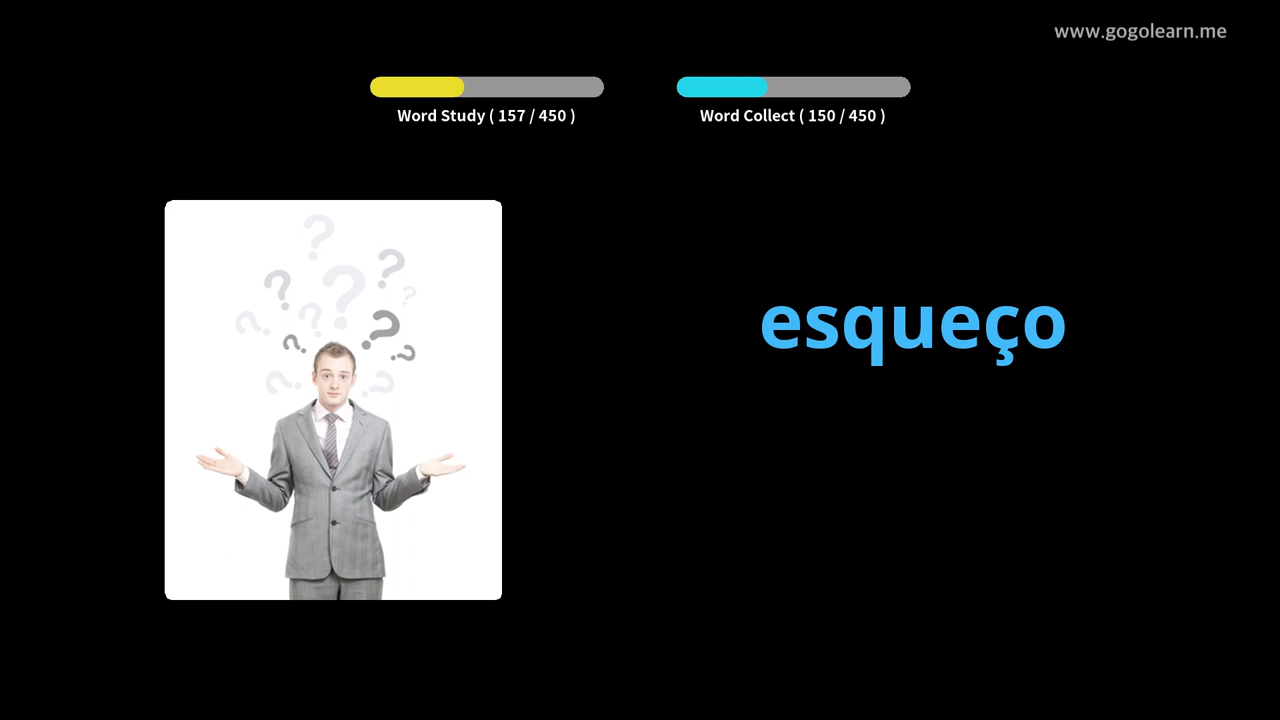 www.gogolearn.me
Word Study ( 157 / 450 )
Word Collect ( 150 / 450 )
? ? ? ? ? ? ? ? ? ? ? ?
esqueço